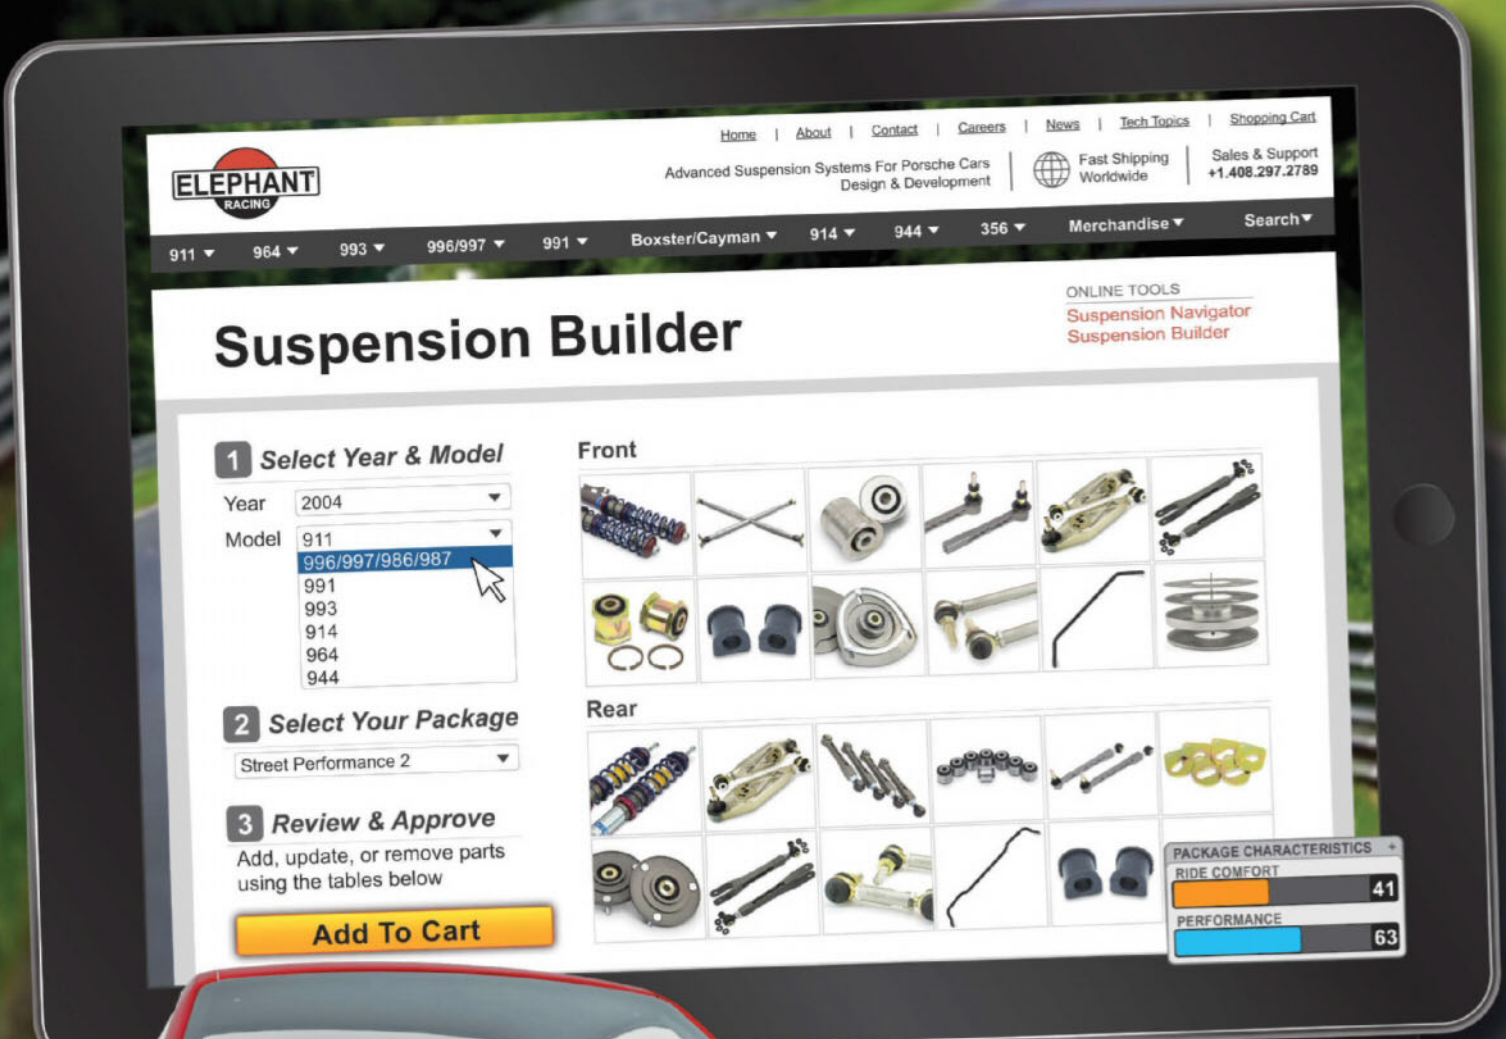 Home | About | Contact | Careers | News | Tech Topics | Shopping Cart
ELEPHANT
RACING
Advanced Suspension Systems For Porsche Cars
Design & Development
Fast Shipping
Worldwide
Sales & Support
+1.408.297.2789
911 ▼ 964 ▼ 993 ▼ 996/997 ▼ 991 ▼ Boxster/Cayman ▼ 914 ▼ 944 ▼ 356 ▼ Merchandise ▼ Search ▼
Suspension Builder
ONLINE TOOLS
Suspension Navigator
Suspension Builder
1 Select Year & Model
Year 2004
Model 911
996/997/986/987
991
993
914
964
944
2 Select Your Package
Street Performance 2
3 Review & Approve
Add, update, or remove parts
using the tables below
Add To Cart
Front
Rear
PACKAGE CHARACTERISTICS +
RIDE COMFORT
41
PERFORMANCE
63